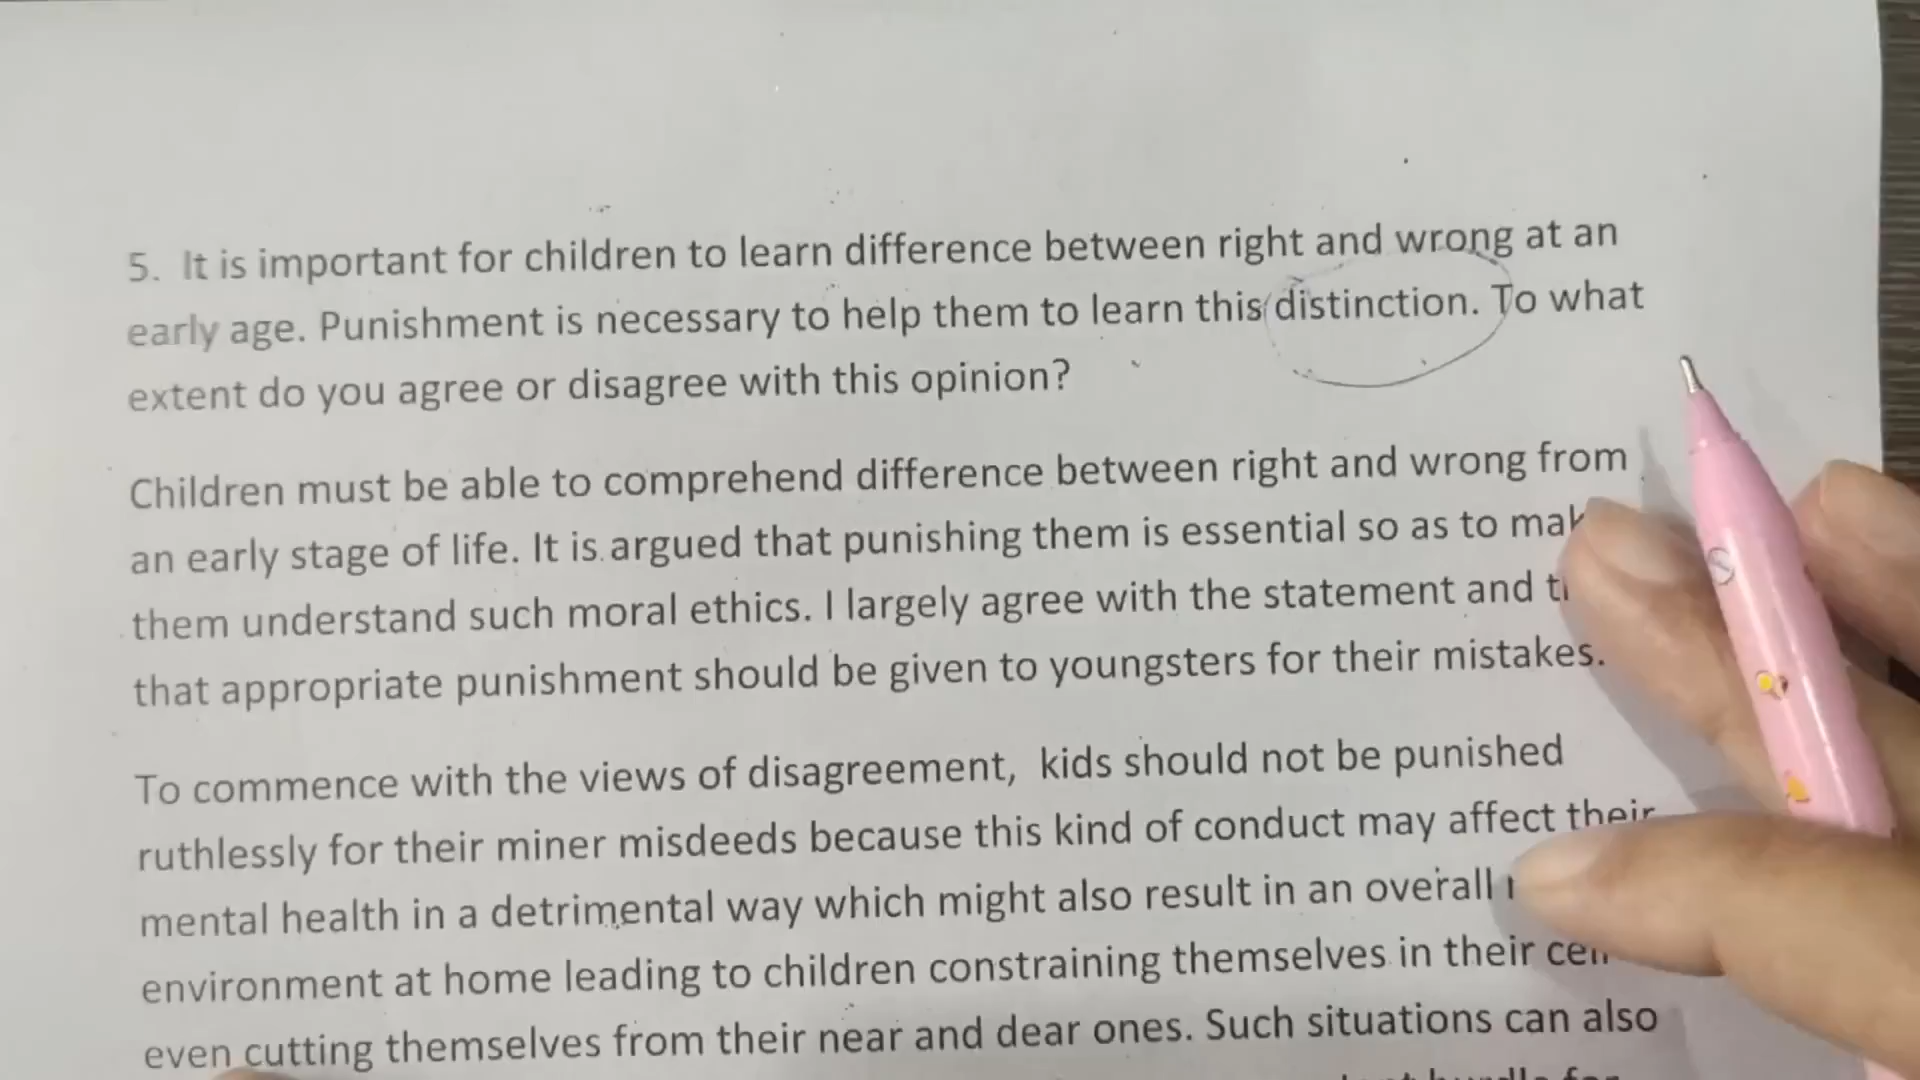 5. It is important for children to learn difference between right and wrong at an
early age. Punishment is necessary to help them to learn this distinction. To what
extent do you agree or disagree with this opinion?
Children must be able to comprehend difference between right and wrong from
an early stage of life. It is argued that punishing them is essential so as to
them understand such moral ethics. I largely agree with the statement and
that appropriate punishment should be given to youngsters for their mistakes.
To commence with the views of disagreement, kids should not be punished
ruthlessly for their miner misdeeds because this kind of conduct may affect their
mental health in a detrimental way which might also result in an overall
environment at home leading to children constraining themselves in their
even cutting themselves from their near and dear ones. Such situations can also